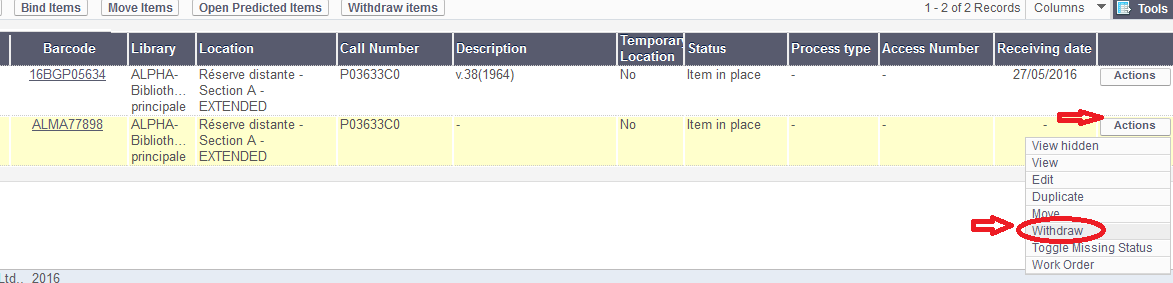 Bind Items Move Items Open Predicted Items Withdraw items 1 - 2 of 2 Records Columns Tools
Barcode Library Location Call Number Description Temporary Location Status Process type Access Number Receiving date
16BGP05634 ALPHA- Réserve distante - P03633C0 v.38(1964) No Item in place - - 27/05/2016 Actions
Biblioth... Section A -
principale EXTENDED
ALMA77898 ALPHA- Réserve distante - P03633C0 - No Item in place - - - Actions
Biblioth... Section A -
principale EXTENDED
View hidden
View
Edit
Duplicate
Move
Withdraw
Toggle Missing Status
Work Order
Ltd., 2016